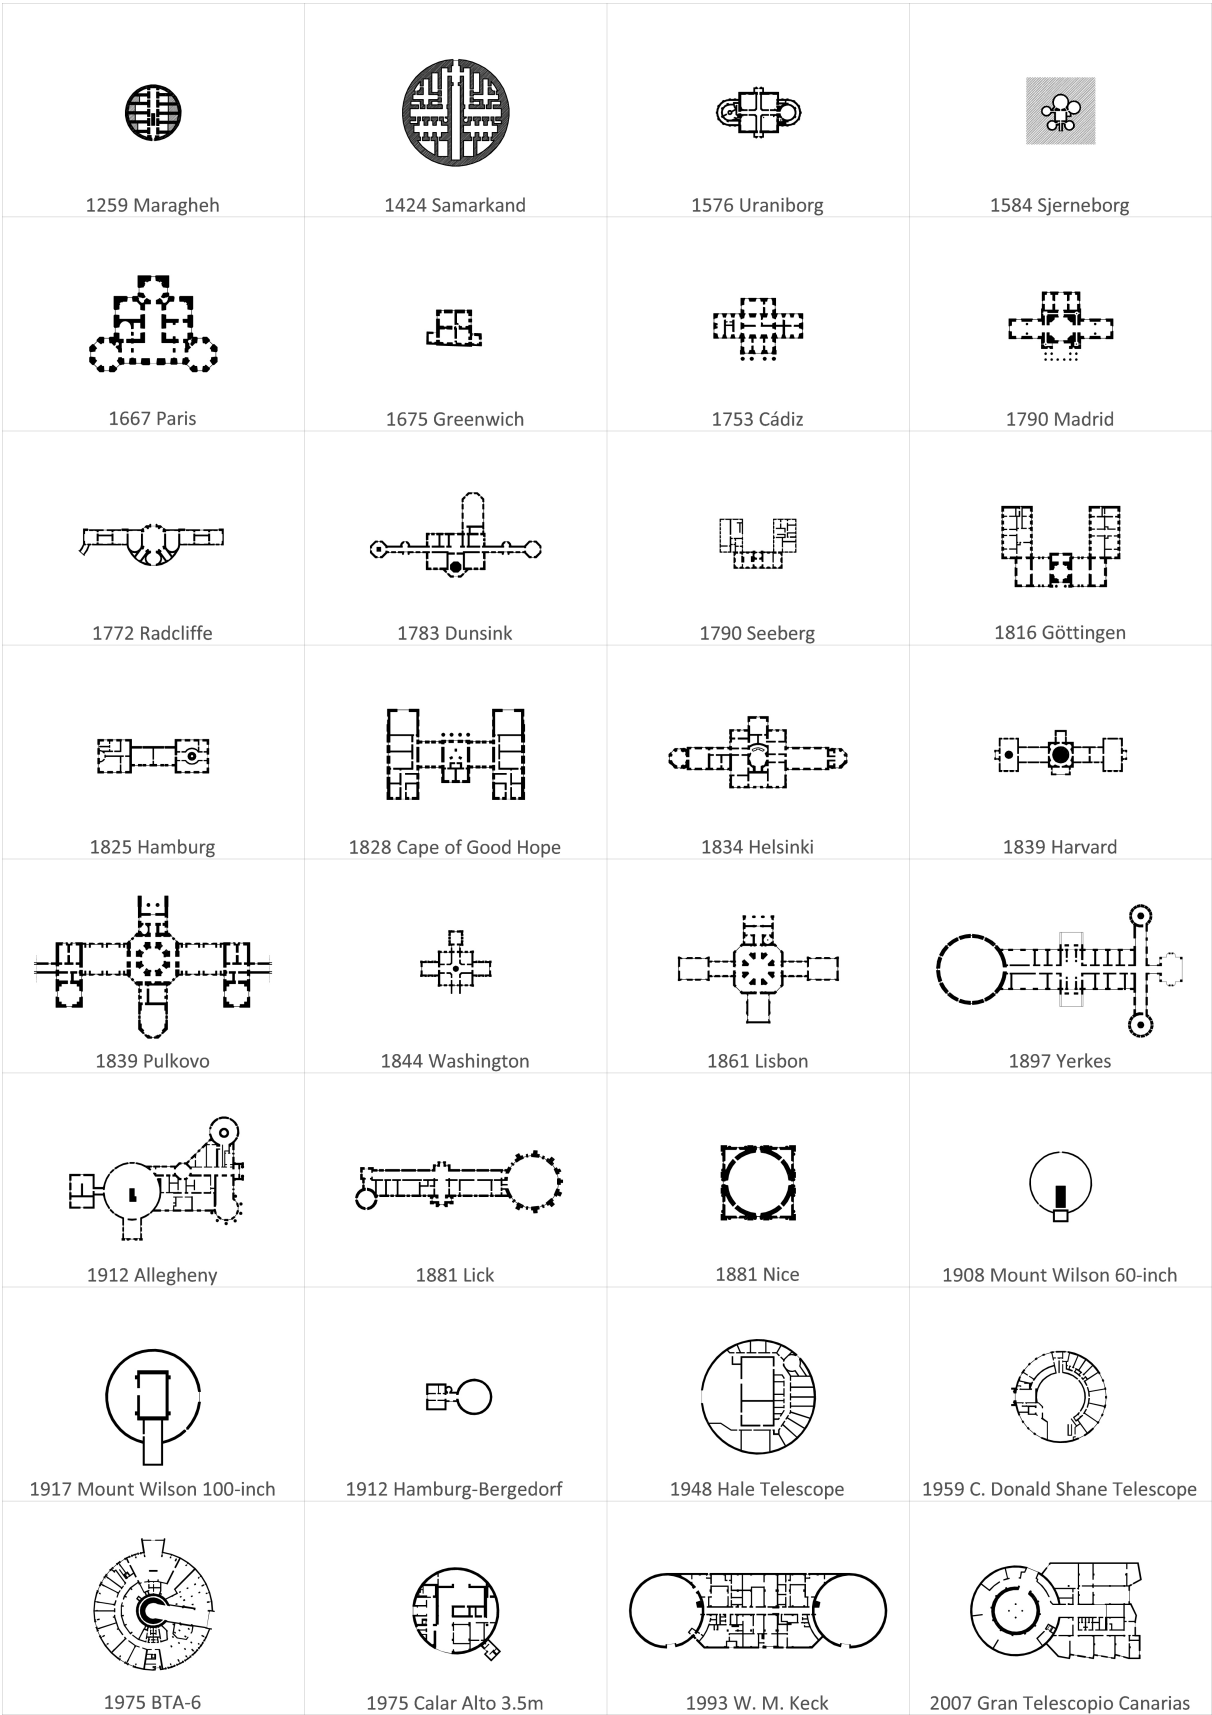 1259 Maragheh
1424 Samarkand
1576 Uraniborg
1584 Sjerneborg
1667 Paris
1675 Greenwich
1753 Cádiz
1790 Madrid
1772 Radcliffe
1783 Dunsink
1790 Seeberg
1816 Göttingen
1825 Hamburg
1828 Cape of Good Hope
1834 Helsinki
1839 Harvard
1839 Pulkovo
1844 Washington
1861 Lisbon
1897 Yerkes
1912 Allegheny
1881 Lick
1881 Nice
1908 Mount Wilson 60-inch
1917 Mount Wilson 100-inch
1912 Hamburg-Bergedorf
1948 Hale Telescope
1959 C. Donald Shane Telescope
1975 BTA-6
1975 Calar Alto 3.5m
1993 W. M. Keck
2007 Gran Telescopio Canarias